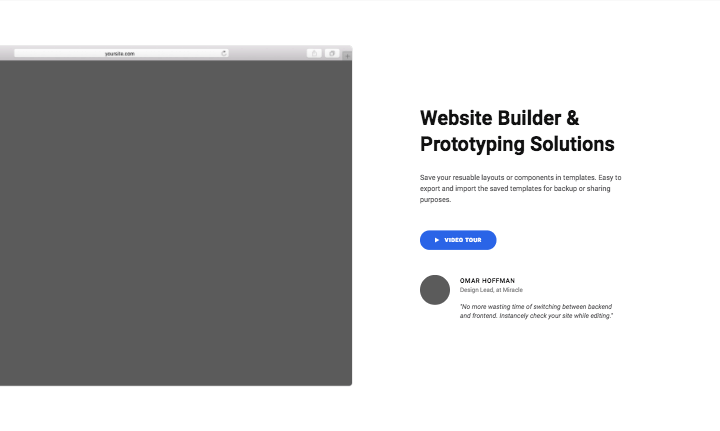 yoursite.com
Website Builder &
Prototyping Solutions
Save your resuable layouts or components in templates. Easy to
export and import the saved templates for backup or sharing
purposes.
VIDEO TOUR
OMAR HOFFMAN
Design Lead, at Miracle
"No more wasting time of switching between backend
and frontend. Instancely check your site while editing."